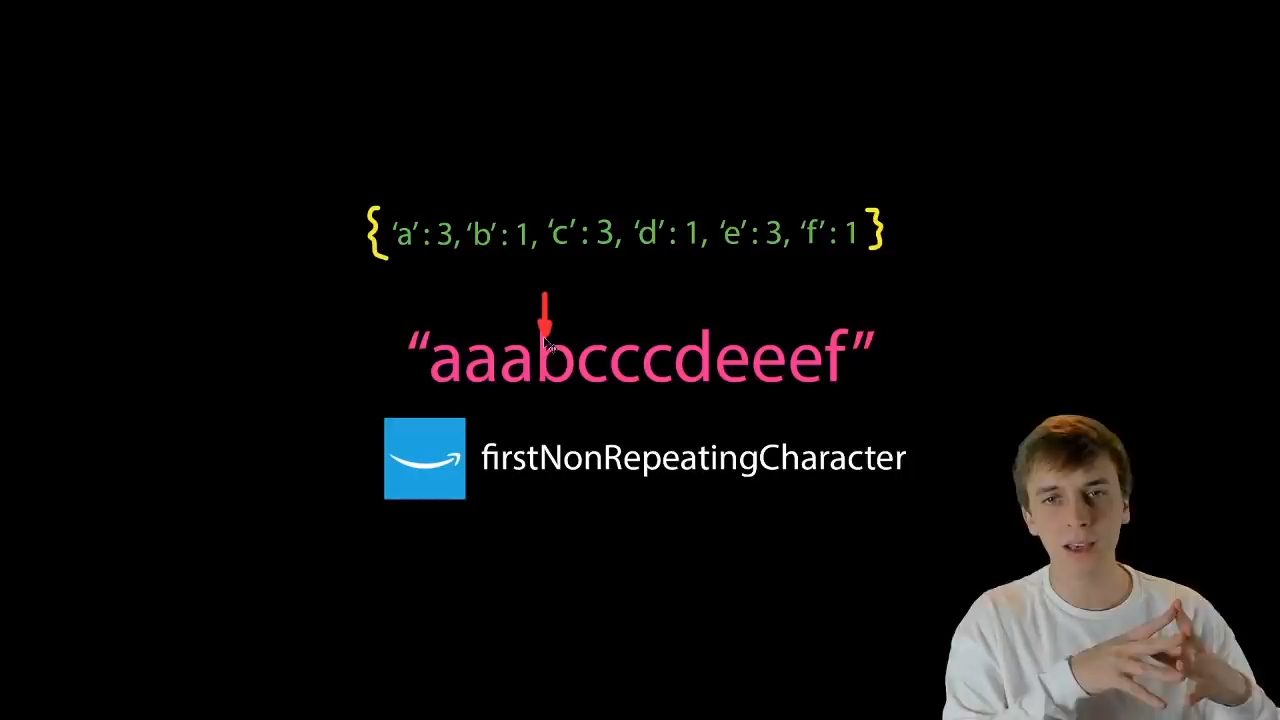 { ‘a’ : 3, ‘b’ : 1, ‘c’ : 3, ‘d’ : 1, ‘e’ : 3, ‘f’ : 1 }
“aaabcccdeeef”
firstNonRepeatingCharacter